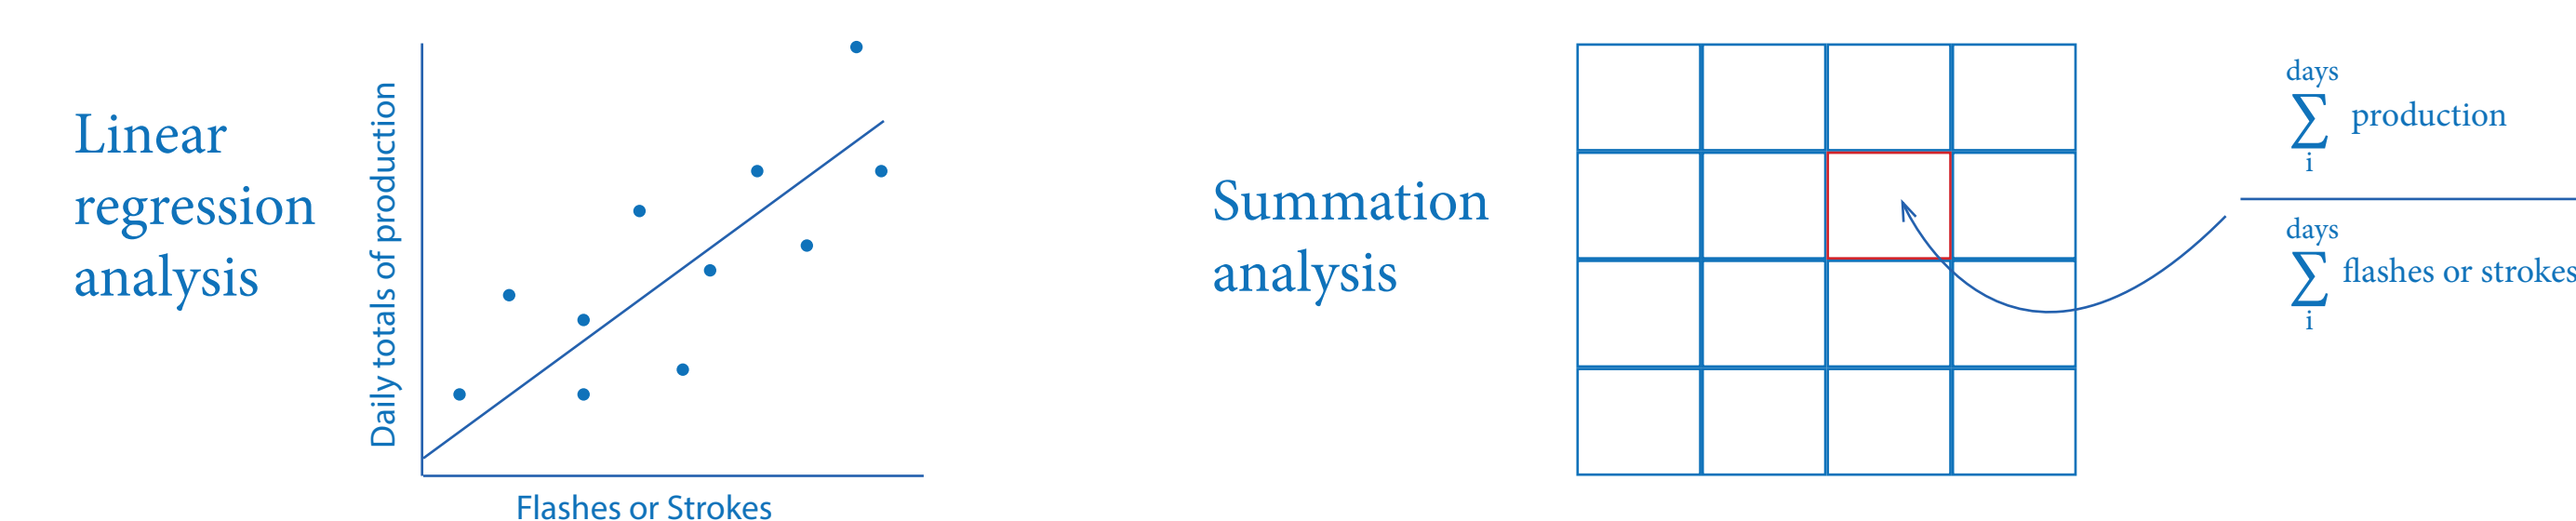 Linear
regression
analysis
Daily totals of production
Flashes or Strokes
Summation
analysis
days
∑ production
i
days
∑ flashes or strokes
i